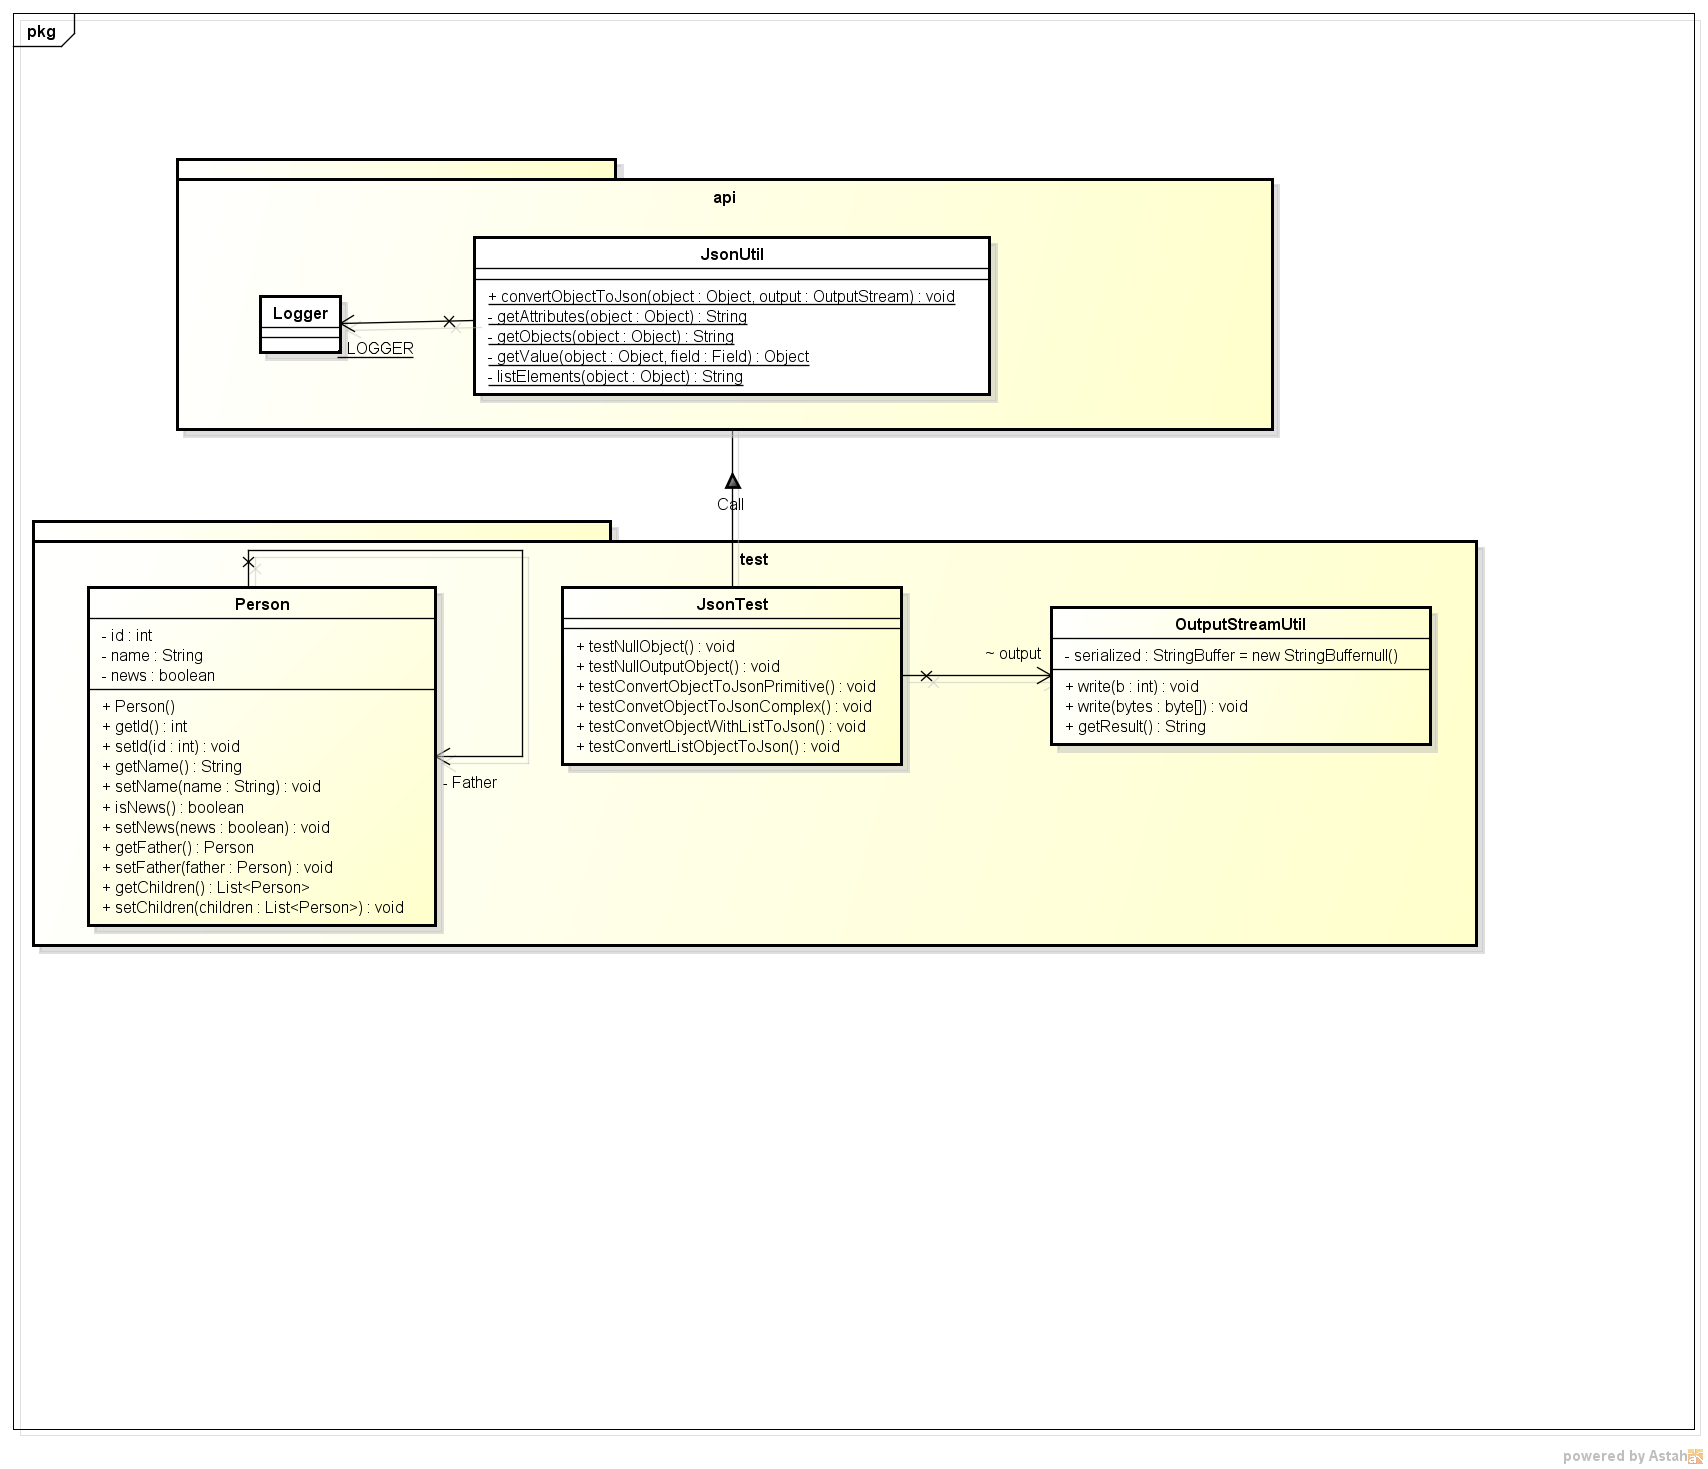 pkg
api
JsonUtil
+ convertObjectToJson(object : Object, output : OutputStream) : void
- getAttributes(object : Object) : String
- getObjects(object : Object) : String
- getValue(object : Object, field : Field) : Object
- listElements(object : Object) : String
Logger
LOGGER
Call
test
Person
- id : int
- name : String
- news : boolean
+ Person()
+ getId() : int
+ setId(id : int) : void
+ getName() : String
+ setName(name : String) : void
+ isNews() : boolean
+ setNews(news : boolean) : void
+ getFather() : Person
+ setFather(father : Person) : void
+ getChildren() : List<Person>
+ setChildren(children : List<Person>) : void
- Father
JsonTest
+ testNullObject() : void
+ testNullOutputObject() : void
+ testConvertObjectToJsonPrimitive() : void
+ testConvetObjectToJsonComplex() : void
+ testConvetObjectWithListToJson() : void
+ testConvertListObjectToJson() : void
~ output
OutputStreamUtil
- serialized : StringBuffer = new StringBuffernull()
+ write(b : int) : void
+ write(bytes : byte[]) : void
+ getResult() : String
powered by Astah